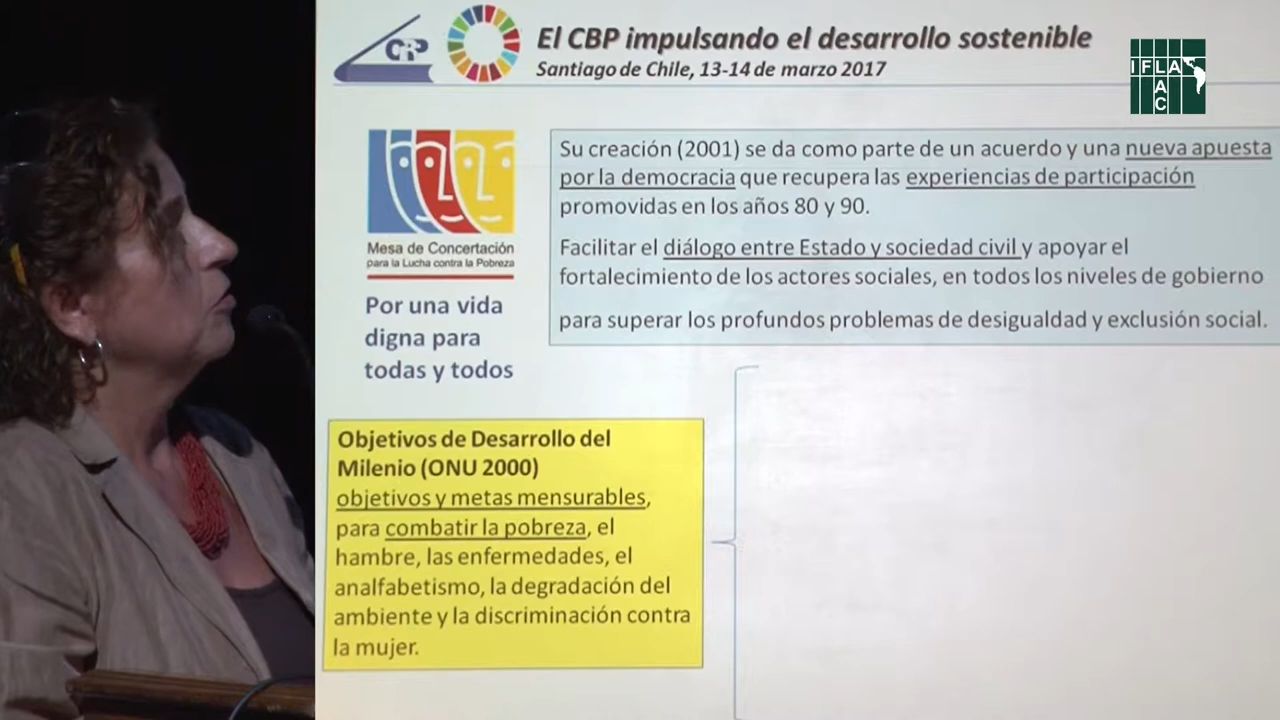 El CBP impulsando el desarrollo sostenible
Santiago de Chile, 13-14 de marzo 2017
CBP
IFLA
LAC
Su creación (2001) se da como parte de un acuerdo y una nueva apuesta
por la democracia que recupera las experiencias de participación
promovidas en los años 80 y 90.
Facilitar el diálogo entre Estado y sociedad civil y apoyar el
fortalecimiento de los actores sociales, en todos los niveles de gobierno
para superar los profundos problemas de desigualdad y exclusión social.
Mesa de Concertación
para la Lucha contra la Pobreza
Por una vida
digna para
todas y todos
Objetivos de Desarrollo del
Milenio (ONU 2000)
objetivos y metas mensurables,
para combatir la pobreza, el
hambre, las enfermedades, el
analfabetismo, la degradación del
ambiente y la discriminación contra
la mujer.